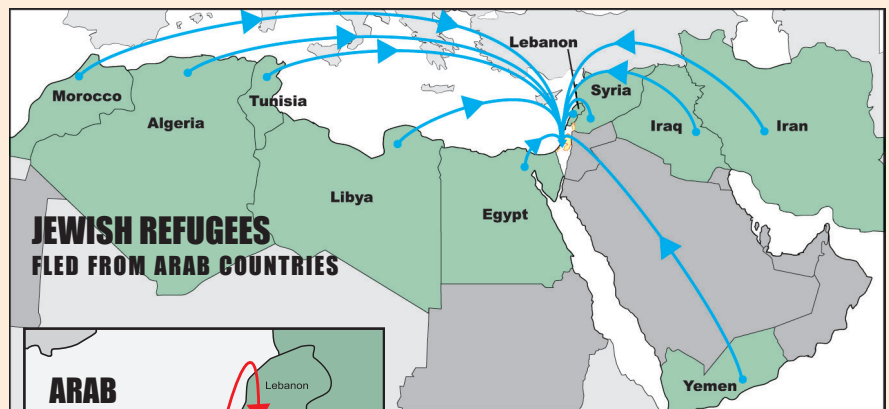 Lebanon
Morocco
Algeria
Tunisia
Syria
Iraq
Iran
Libya
Egypt
JEWISH REFUGEES
FLED FROM ARAB COUNTRIES
Yemen
ARAB
Lebanon